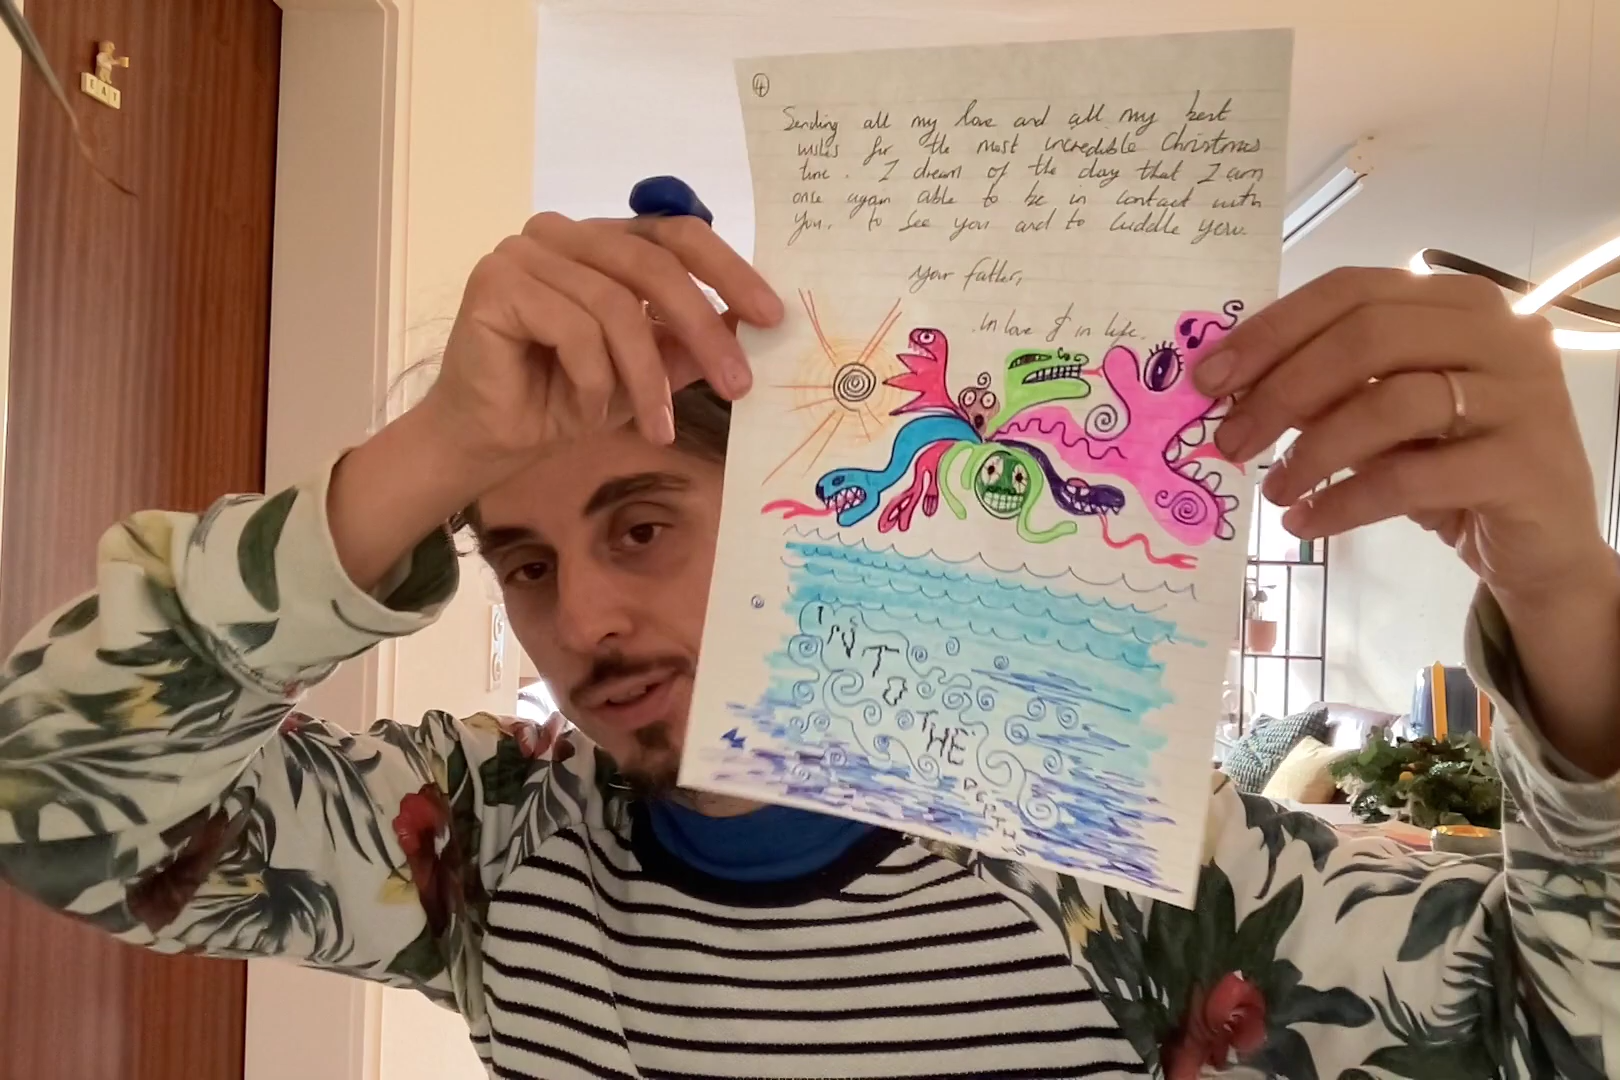 EAT
4
Sending all my love and all my best
wishes for the most incredible Christmas
time. I dream of the day that I am
once again able to be in contact with
you. to see you and to cuddle you.
Your father,
in love & in life.
INTO THE DEPTHS